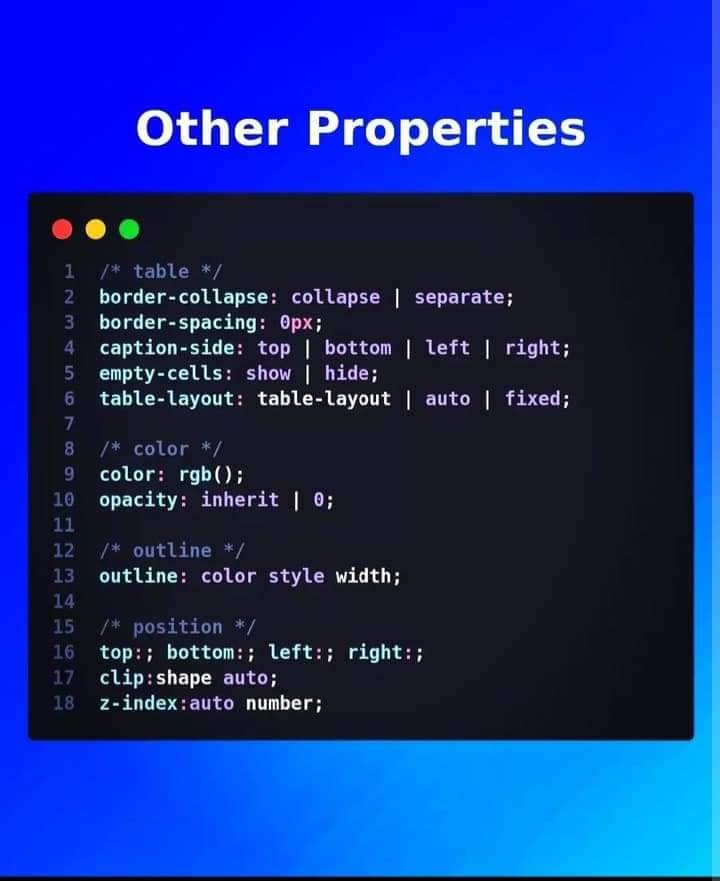 Other Properties
1 /* table */
2 border-collapse: collapse | separate;
3 border-spacing: 0px;
4 caption-side: top | bottom | left | right;
5 empty-cells: show | hide;
6 table-layout: table-layout | auto | fixed;
7
8 /* color */
9 color: rgb();
10 opacity: inherit | 0;
11
12 /* outline */
13 outline: color style width;
14
15 /* position */
16 top:; bottom:; left:; right:;
17 clip:shape auto;
18 z-index:auto number;